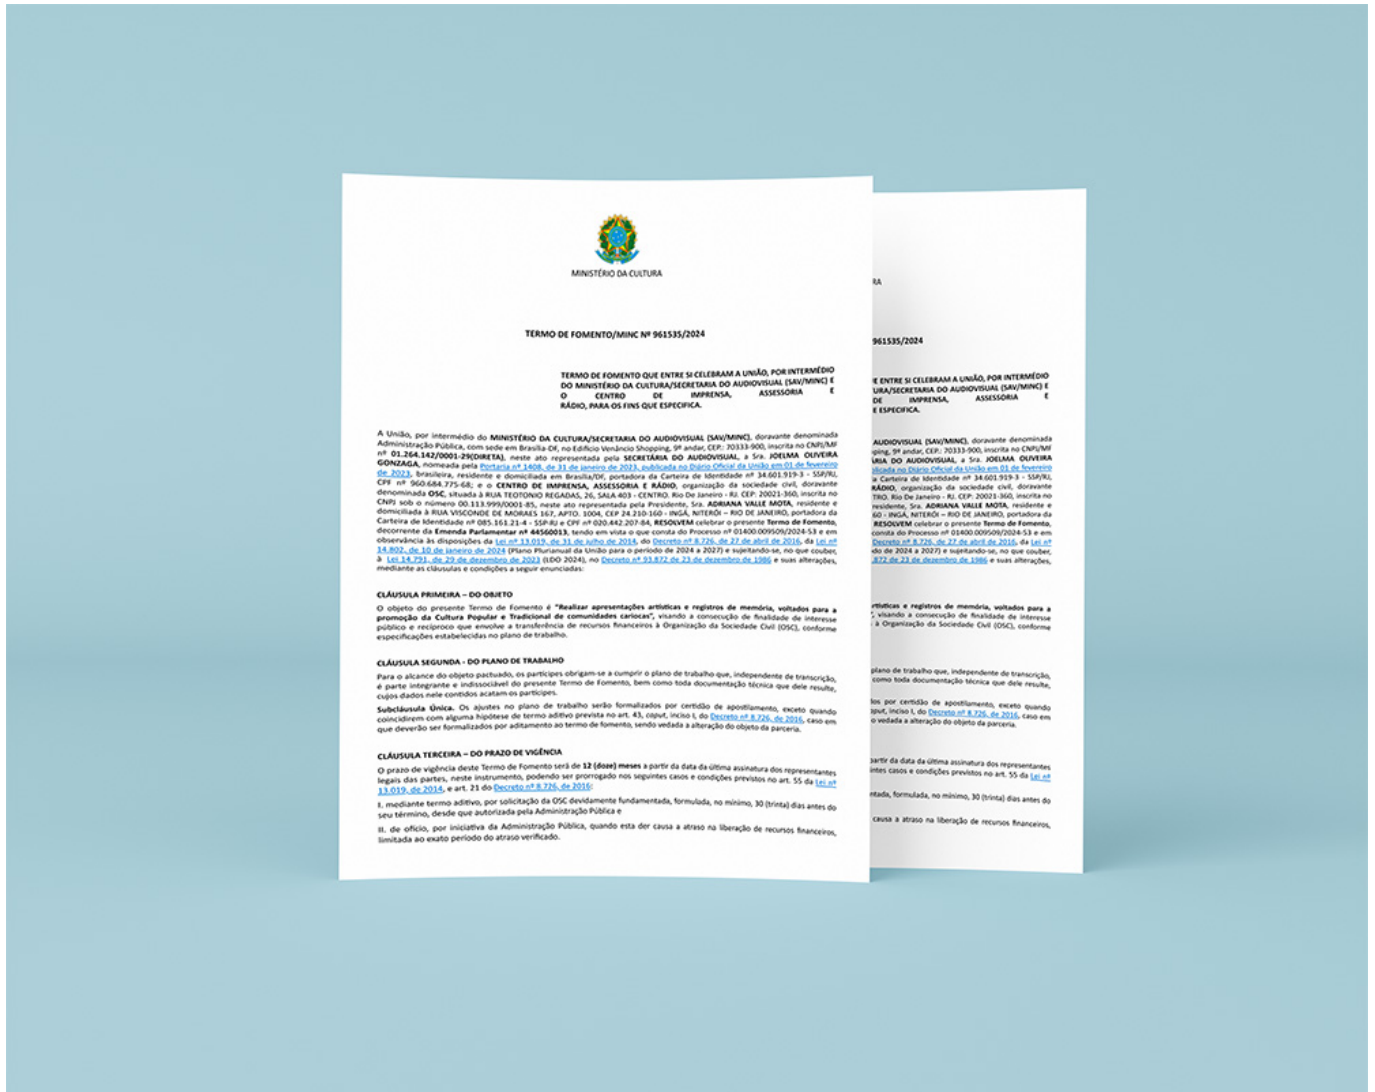 MINISTÉRIO DA CULTURA
TERMO DE FOMENTO/MINC Nº 961535/2024
TERMO DE FOMENTO QUE ENTRE SI CELEBRAM A UNIÃO, POR INTERMÉDIO
DO MINISTÉRIO DA CULTURA/SECRETARIA DO AUDIOVISUAL (SAV/MINC) E
O CENTRO DE IMPRENSA, ASSESSORIA E
RÁDIO, PARA OS FINS QUE ESPECIFICA.
A União, por intermédio do MINISTÉRIO DA CULTURA/SECRETARIA DO AUDIOVISUAL (SAV/MINC), doravante denominada
Administração Pública, com sede em Brasília-DF, no Edifício Venâncio Shopping, 9º andar, CEP.: 70333-900, inscrita no CNPJ/MF
nº 01.264.142/0001-29(DIRETA), neste ato representada pela SECRETÁRIA DO AUDIOVISUAL, a Sra. JOELMA OLIVEIRA
GONZAGA, nomeada pela Portaria nº 1408, de 31 de janeiro de 2023, publicada no Diário Oficial da União em 01 de fevereiro
de 2023, brasileira, residente e domiciliada em Brasília/DF, portadora da Carteira de Identidade nº 34.601.919-3 - SSP/RJ,
CPF nº 960.684.775-68; e o CENTRO DE IMPRENSA, ASSESSORIA E RÁDIO, organização da sociedade civil, doravante
denominada OSC, situada à RUA TEOTONIO REGADAS, 26, SALA 403 - CENTRO. Rio De Janeiro - RJ. CEP: 20021-360, inscrita no
CNPJ sob o número 00.113.999/0001-85, neste ato representada pela Presidente, Sra. ADRIANA VALLE MOTA, residente e
domiciliada à RUA VISCONDE DE MORAES 167, APTO. 1004, CEP 24.210-160 - INGÁ, NITERÓI – RIO DE JANEIRO, portadora da
Carteira de Identidade nº 085.161.21-4 - SSP-RJ e CPF nº 020.442.207-84, RESOLVEM celebrar o presente Termo de Fomento,
decorrente da Emenda Parlamentar nº 44560013, tendo em vista o que consta do Processo nº 01400.009509/2024-53 e em
observância às disposições da Lei nº 13.019, de 31 de julho de 2014, do Decreto nº 8.726, de 27 de abril de 2016, da Lei nº
14.802, de 10 de janeiro de 2024 (Plano Plurianual da União para o período de 2024 a 2027) e sujeitando-se, no que couber,
à Lei 14.791, de 29 de dezembro de 2023 (LDO 2024), no Decreto nº 93.872 de 23 de dezembro de 1986 e suas alterações,
mediante as cláusulas e condições a seguir enunciadas:
CLÁUSULA PRIMEIRA – DO OBJETO
O objeto do presente Termo de Fomento é "Realizar apresentações artísticas e registros de memória, voltados para a
promoção da Cultura Popular e Tradicional de comunidades cariocas", visando a consecução de finalidade de interesse
público e recíproco que envolve a transferência de recursos financeiros à Organização da Sociedade Civil (OSC), conforme
especificações estabelecidas no plano de trabalho.
CLÁUSULA SEGUNDA - DO PLANO DE TRABALHO
Para o alcance do objeto pactuado, os partícipes obrigam-se a cumprir o plano de trabalho que, independente de transcrição,
é parte integrante e indissociável do presente Termo de Fomento, bem como toda documentação técnica que dele resulte,
cujos dados nele contidos acatam os partícipes.
Subcláusula Única. Os ajustes no plano de trabalho serão formalizados por certidão de apostilamento, exceto quando
coincidirem com alguma hipótese de termo aditivo prevista no art. 43, caput, inciso I, do Decreto nº 8.726, de 2016, caso em
que deverão ser formalizados por aditamento ao termo de fomento, sendo vedada a alteração do objeto da parceria.
CLÁUSULA TERCEIRA – DO PRAZO DE VIGÊNCIA
O prazo de vigência deste Termo de Fomento será de 12 (doze) meses a partir da data da última assinatura dos representantes
legais das partes, neste instrumento, podendo ser prorrogado nos seguintes casos e condições previstos no art. 55 da Lei nº
13.019, de 2014, e art. 21 do Decreto nº 8.726, de 2016:
I. mediante termo aditivo, por solicitação da OSC devidamente fundamentada, formulada, no mínimo, 30 (trinta) dias antes do
seu término, desde que autorizada pela Administração Pública e
II. de ofício, por iniciativa da Administração Pública, quando esta der causa a atraso na liberação de recursos financeiros,
limitada ao exato período do atraso verificado.